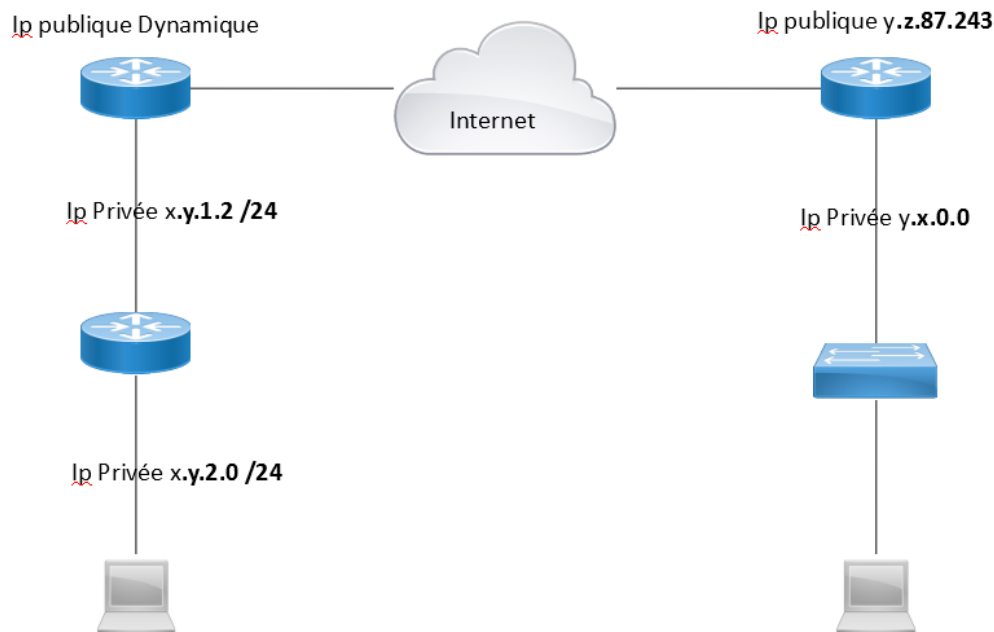 Ip publique Dynamique
Ip publique y.z.87.243
Internet
Ip Privée x.y.1.2 /24
Ip Privée y.x.0.0
Ip Privée x.y.2.0 /24